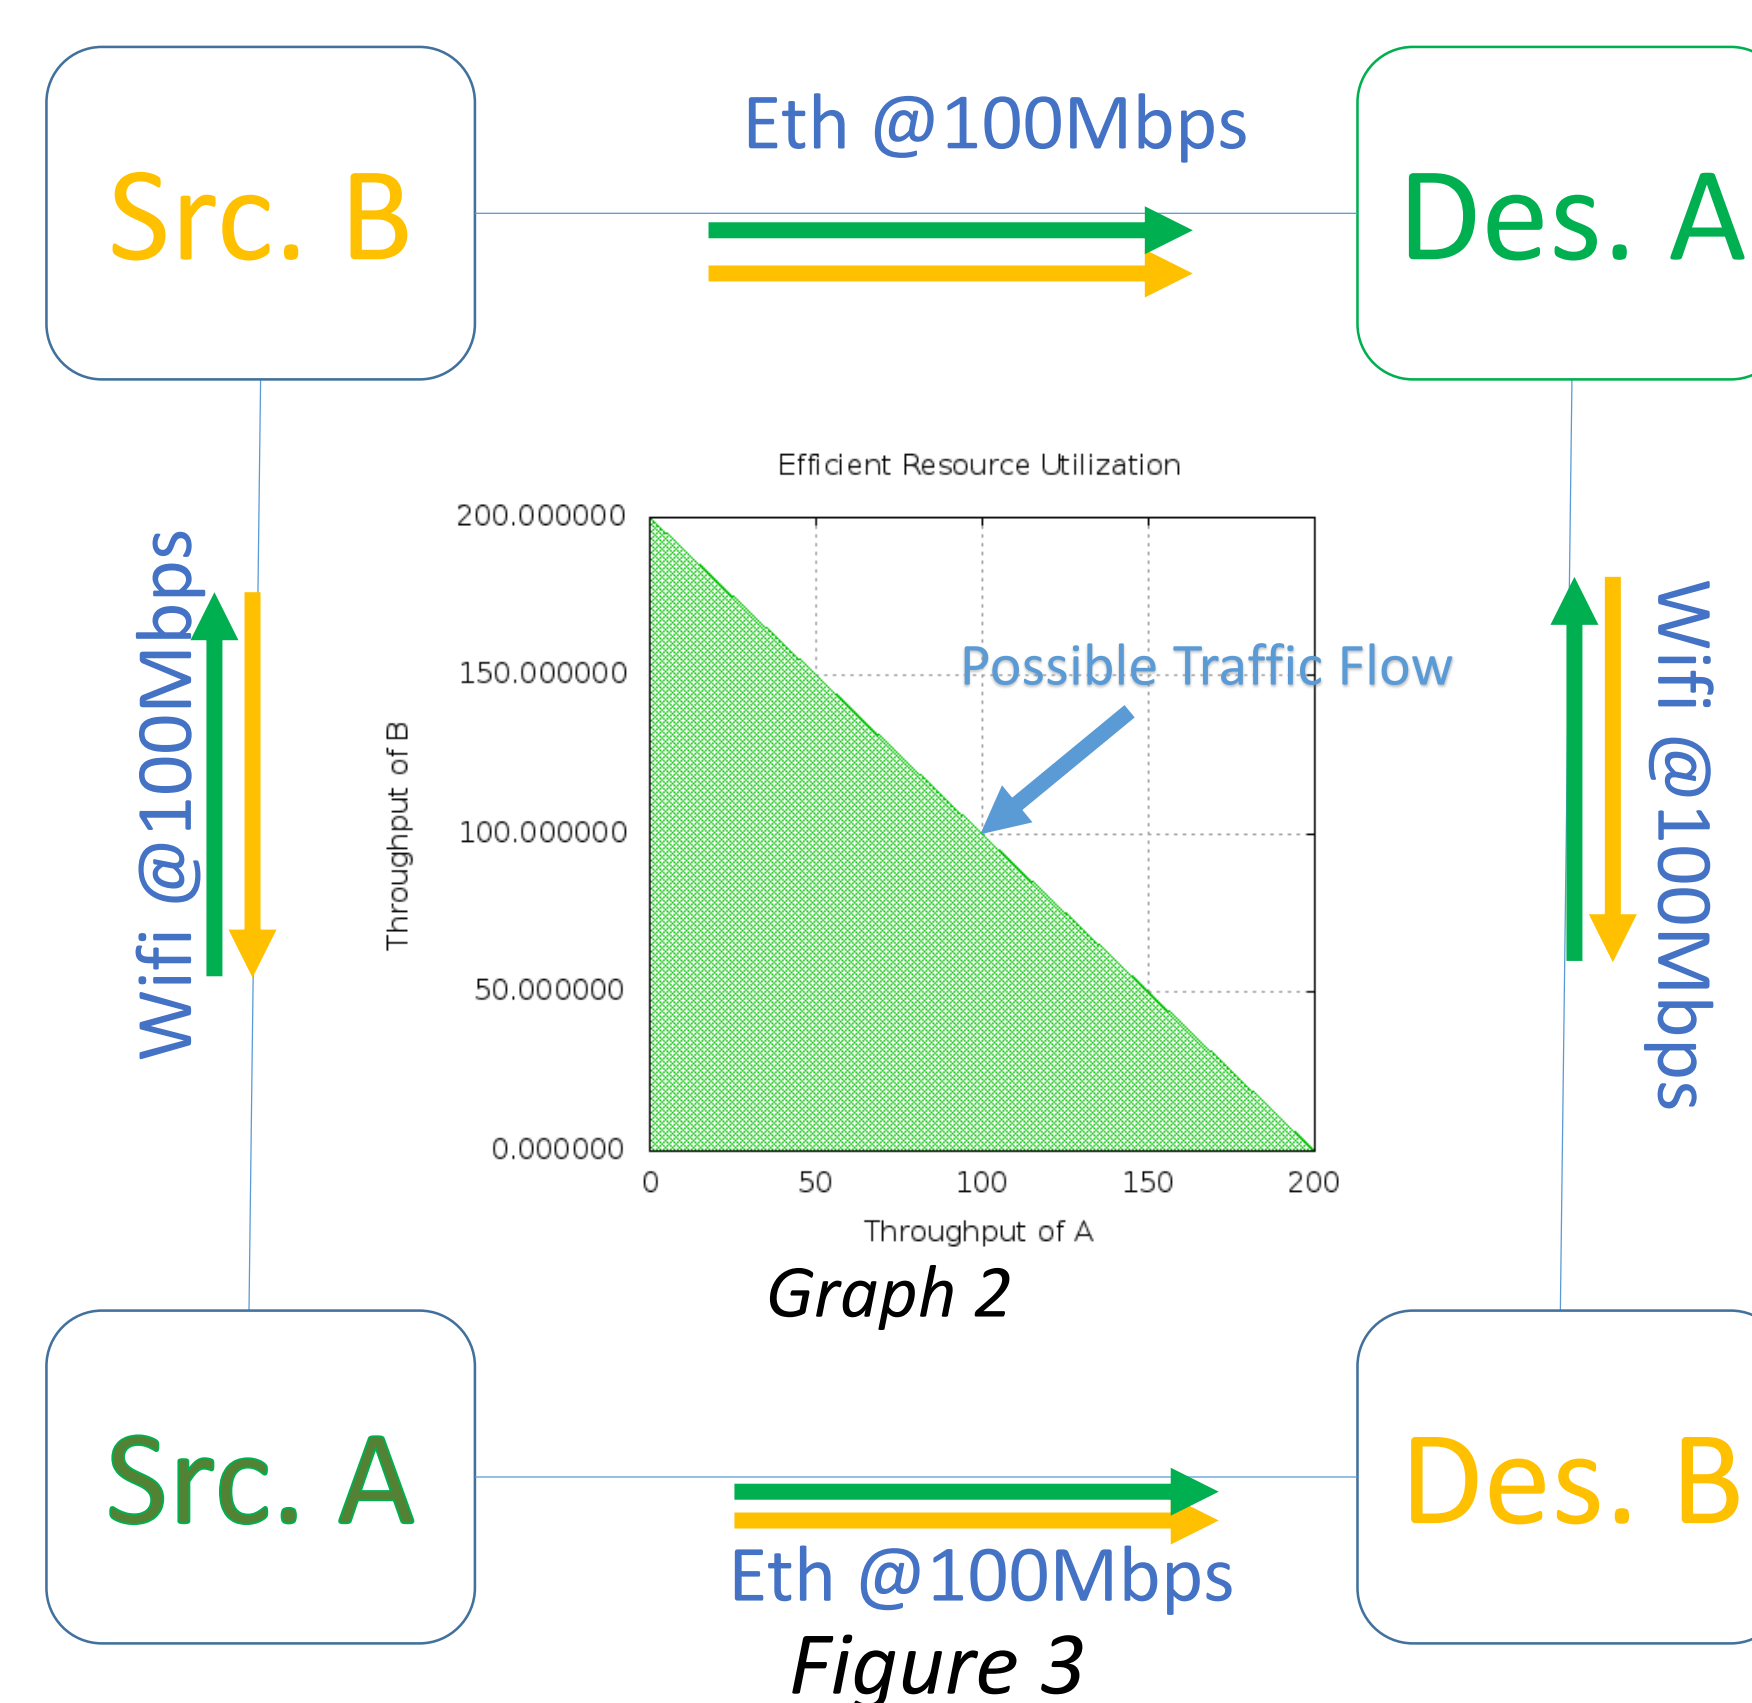 Eth @100Mbps
Src. B
Des. A
Efficient Resource Utilization
200.000000
150.000000
100.000000
50.000000
0.000000
Throughput of B
Possible Traffic Flow
Wifi @100Mbps
Wifi @100Mbps
0 50 100 150 200
Throughput of A
Graph 2
Src. A
Des. B
Eth @100Mbps
Figure 3